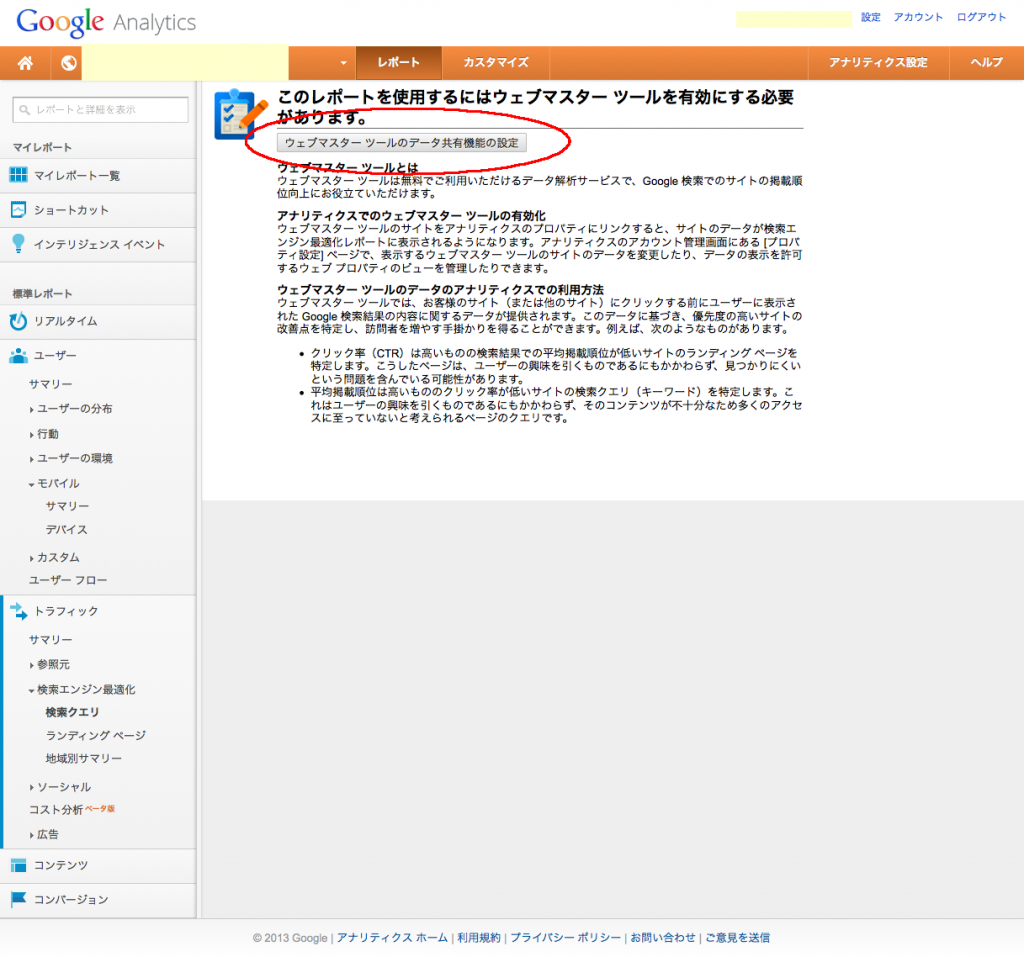 Google Analytics
設定 アカウント ログアウト
レポート カスタマイズ アナリティクス設定 ヘルプ
レポートと詳細を表示
マイレポート
マイレポート一覧
ショートカット
インテリジェンス イベント
標準レポート
リアルタイム
ユーザー
サマリー
ユーザーの分布
行動
ユーザーの環境
モバイル
サマリー
デバイス
カスタム
ユーザー フロー
トラフィック
サマリー
参照元
検索エンジン最適化
検索クエリ
ランディング ページ
地域別サマリー
ソーシャル
コスト分析 ベータ版
広告
コンテンツ
コンバージョン
このレポートを使用するにはウェブマスター ツールを有効にする必要
があります。
ウェブマスター ツールのデータ共有機能の設定
ウェブマスター ツールとは
ウェブマスター ツールは無料でご利用いただけるデータ解析サービスで、Google 検索でのサイトの掲載順
位向上にお役立ていただけます。
アナリティクスでのウェブマスター ツールの有効化
ウェブマスター ツールのサイトをアナリティクスのプロパティにリンクすると、サイトのデータが検索エ
ンジン最適化レポートに表示されるようになります。アナリティクスのアカウント管理画面にある [プロパ
ティ設定] ページで、表示するウェブマスター ツールのサイトのデータを変更したり、データの表示を許可
するウェブ プロパティのビューを管理したりできます。
ウェブマスター ツールのデータのアナリティクスでの利用方法
ウェブマスター ツールでは、お客様のサイト（または他のサイト）にクリックする前にユーザーに表示さ
れた Google 検索結果の内容に関するデータが提供されます。このデータに基づき、優先度の高いサイトの
改善点を特定し、訪問者を増やす手掛かりを得ることができます。例えば、次のようなものがあります。
• クリック率（CTR）は高いものの検索結果での平均掲載順位が低いサイトのランディング ページを
特定します。こうしたページは、ユーザーの興味を引くものであるにもかかわらず、見つかりにくい
という問題を含んでいる可能性があります。
• 平均掲載順位は高いもののクリック率が低いサイトの検索クエリ（キーワード）を特定します。こ
れはユーザーの興味を引くものであるにもかかわらず、そのコンテンツが不十分なため多くのアクセ
スに至っていないと考えられるページのクエリです。
© 2013 Google | アナリティクス ホーム | 利用規約 | プライバシー ポリシー | お問い合わせ | ご意見を送信